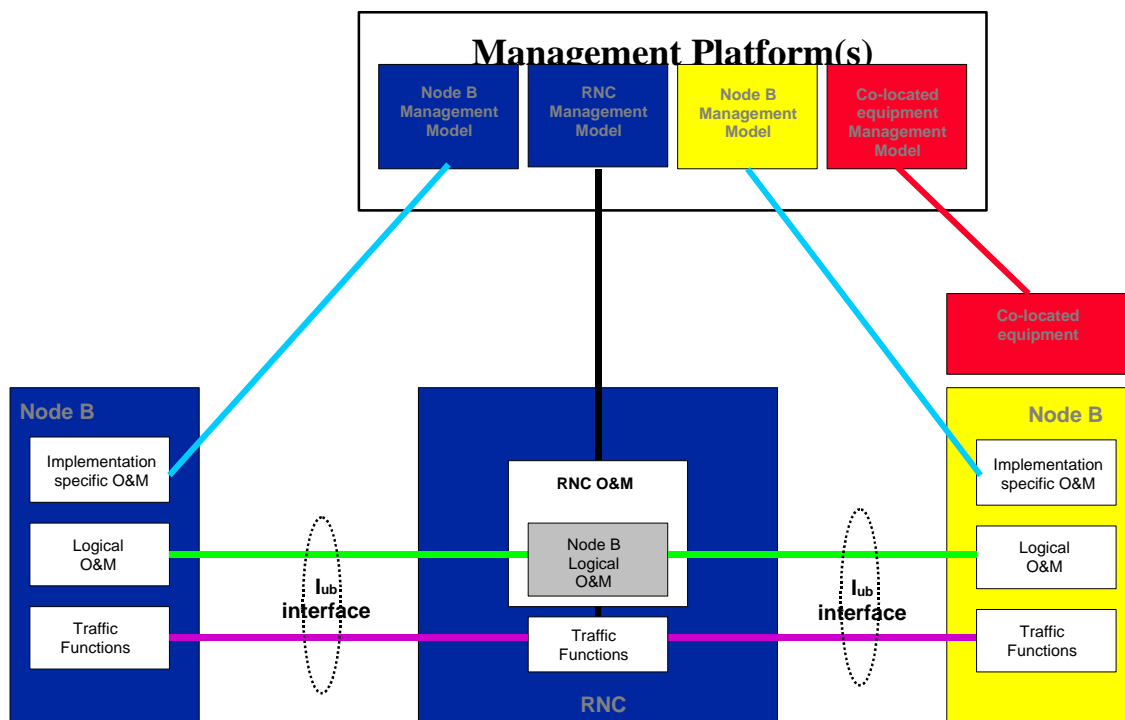 Management Platform(s)
Node B
Management
Model
RNC
Management
Model
Node B
Management
Model
Co-located
equipment
Management
Model
Co-located
equipment
Node B
Implementation
specific O&M
Logical
O&M
Traffic
Functions
Iub
interface
RNC O&M
Node B
Logical
O&M
Traffic
Functions
RNC
Iub
interface
Node B
Implementation
specific O&M
Logical
O&M
Traffic
Functions